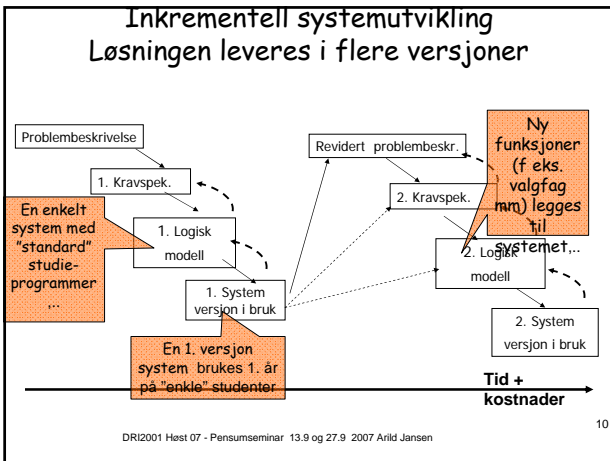 Inkrementell systemutvikling
Løsningen leveres i flere versjoner
Problembeskrivelse
1. Kravspek.
En enkelt
system med
"standard"
studie-
programmer
,..
1. Logisk
modell
1. System
versjon i bruk
En 1. versjon
system brukes 1. år
på "enkle" studenter
Revidert problembeskr.
2. Kravspek.
Ny
funksjoner
(f eks.
valgfag
mm) legges
til
systemet,..
2. Logisk
modell
2. System
versjon i bruk
Tid +
kostnader
DRI2001 Høst 07 - Pensumseminar 13.9 og 27.9 2007 Arild Jansen
10